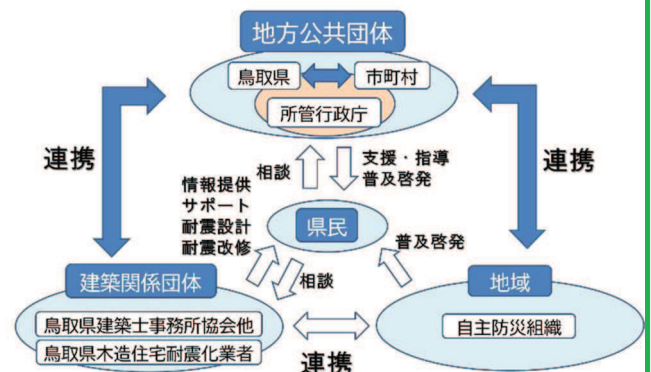 地方公共団体
鳥取県
市町村
所管行政庁
連携
連携
相談
支援・指導
普及啓発
情報提供
サポート
耐震設計
耐震改修
県民
普及啓発
相談
建築関係団体
鳥取県建築士事務所協会他
鳥取県木造住宅耐震化業者
地域
自主防災組織
連携